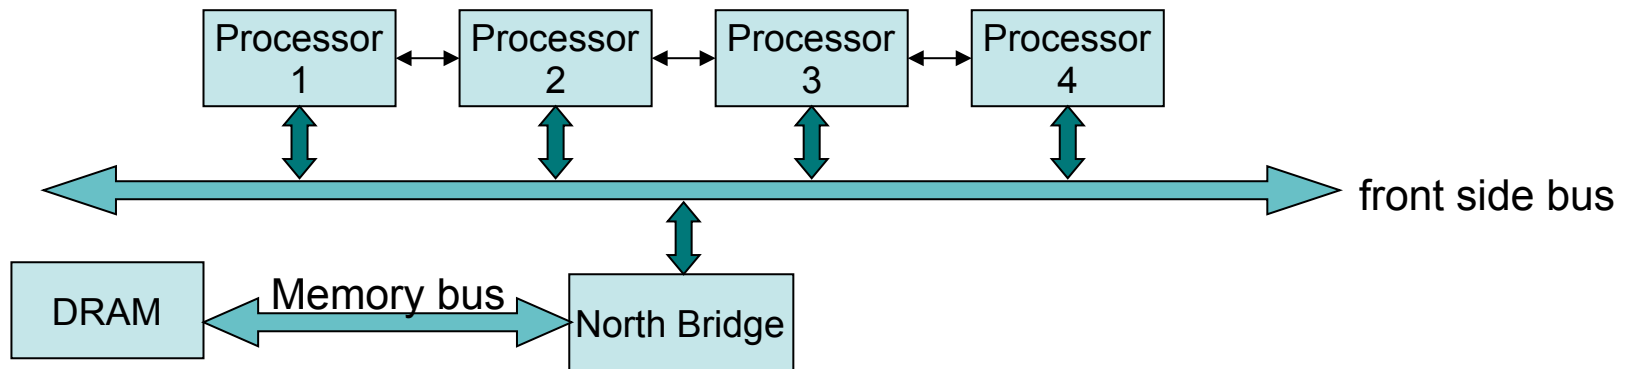 Processor
1
Processor
2
Processor
3
Processor
4
front side bus
DRAM
Memory bus
North Bridge